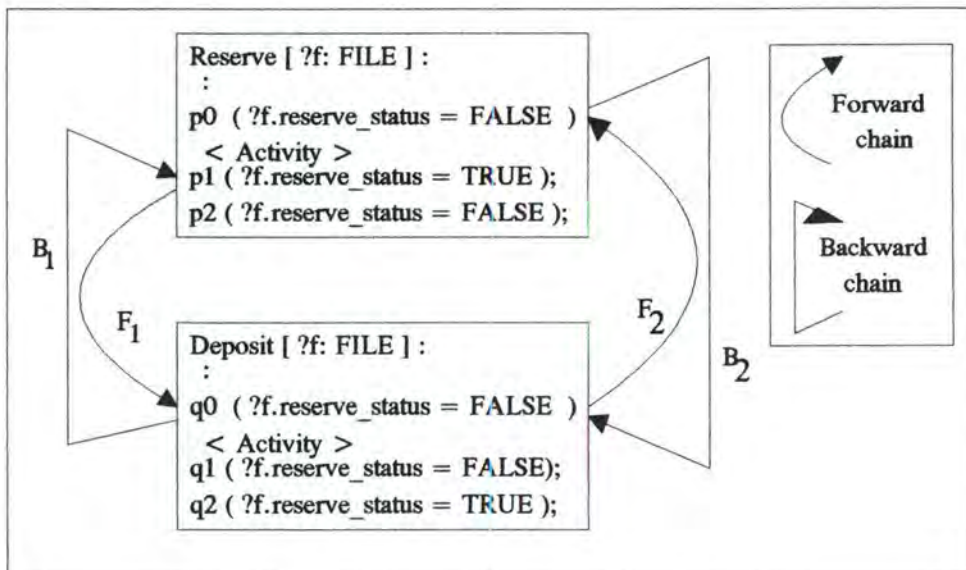 Reserve [ ?f: FILE ] :
:
p0 ( ?f.reserve_status = FALSE )
< Activity >
p1 ( ?f.reserve_status = TRUE );
p2 ( ?f.reserve_status = FALSE );
Forward
chain
Backward
chain
B1
F1
F2
B2
Deposit [ ?f: FILE ] :
:
q0 ( ?f.reserve_status = FALSE )
< Activity >
q1 ( ?f.reserve_status = FALSE);
q2 ( ?f.reserve_status = TRUE );